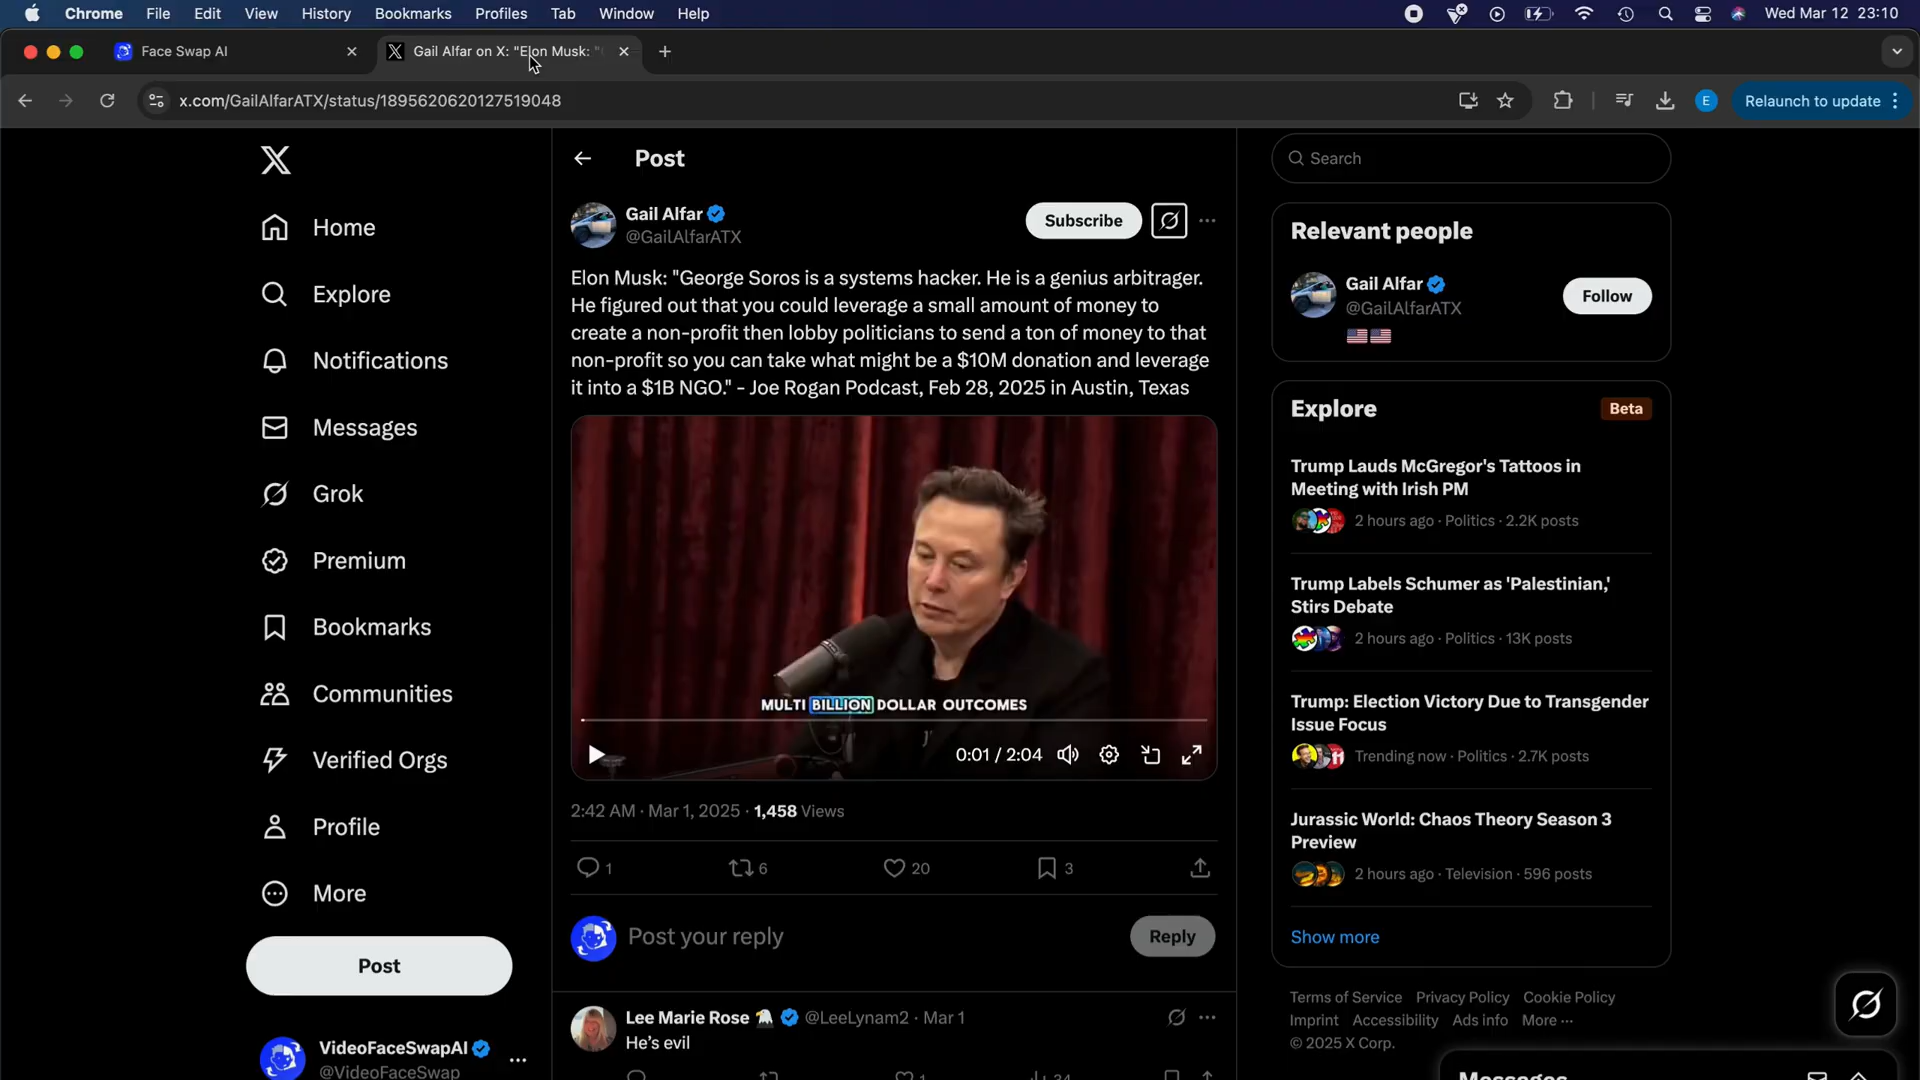 Chrome File Edit View History Bookmarks Profiles Tab Window Help Wed Mar 12 23:10
Face Swap AI
Gail Alfar on X: "Elon Musk: "
x.com/GailAlfarATX/status/1895620620127519048
E
Relaunch to update
Home
Explore
Notifications
Messages
Grok
Premium
Bookmarks
Communities
Verified Orgs
Profile
More
Post
VideoFaceSwapAI
@VideoFaceSwap
Post
Gail Alfar
@GailAlfarATX
Subscribe
Elon Musk: "George Soros is a systems hacker. He is a genius arbitrager.
He figured out that you could leverage a small amount of money to
create a non-profit then lobby politicians to send a ton of money to that
non-profit so you can take what might be a $10M donation and leverage
it into a $1B NGO." - Joe Rogan Podcast, Feb 28, 2025 in Austin, Texas
MULTI BILLION DOLLAR OUTCOMES
0:01 / 2:04
2:42 AM · Mar 1, 2025 · 1,458 Views
1 6 20 3
Post your reply
Reply
Lee Marie Rose @LeeLynam2 · Mar 1
He's evil
Search
Relevant people
Gail Alfar
@GailAlfarATX
Follow
Explore
Beta
Trump Lauds McGregor's Tattoos in
Meeting with Irish PM
2 hours ago · Politics · 2.2K posts
Trump Labels Schumer as 'Palestinian,'
Stirs Debate
2 hours ago · Politics · 13K posts
Trump: Election Victory Due to Transgender
Issue Focus
Trending now · Politics · 2.7K posts
Jurassic World: Chaos Theory Season 3
Preview
2 hours ago · Television · 596 posts
Show more
Terms of Service Privacy Policy Cookie Policy
Imprint Accessibility Ads info More ···
© 2025 X Corp.
Messages